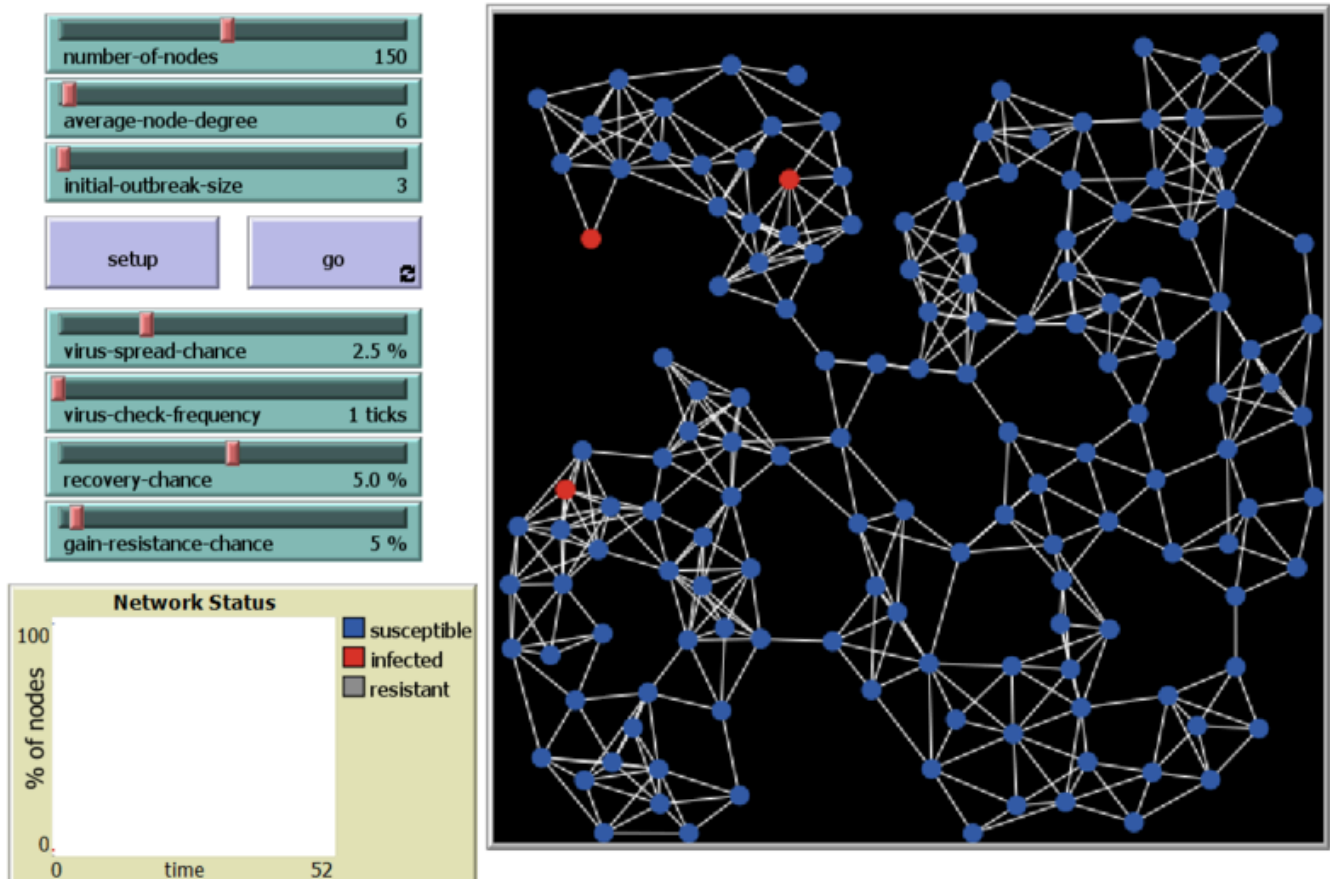 number-of-nodes 150
average-node-degree 6
initial-outbreak-size 3
setup go
virus-spread-chance 2.5 %
virus-check-frequency 1 ticks
recovery-chance 5.0 %
gain-resistance-chance 5 %
Network Status
100
% of nodes
0
0 time 52
susceptible
infected
resistant